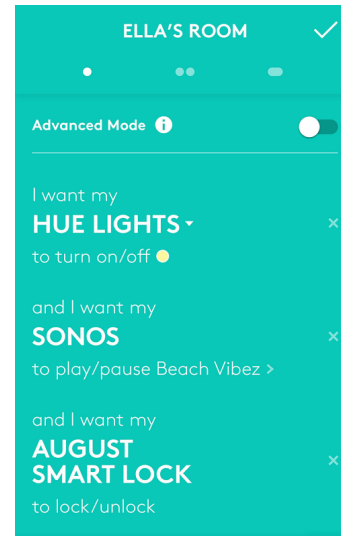 ELLA'S ROOM
Advanced Mode i
I want my
HUE LIGHTS
to turn on/off
and I want my
SONOS
to play/pause Beach Vibez >
and I want my
AUGUST
SMART LOCK
to lock/unlock